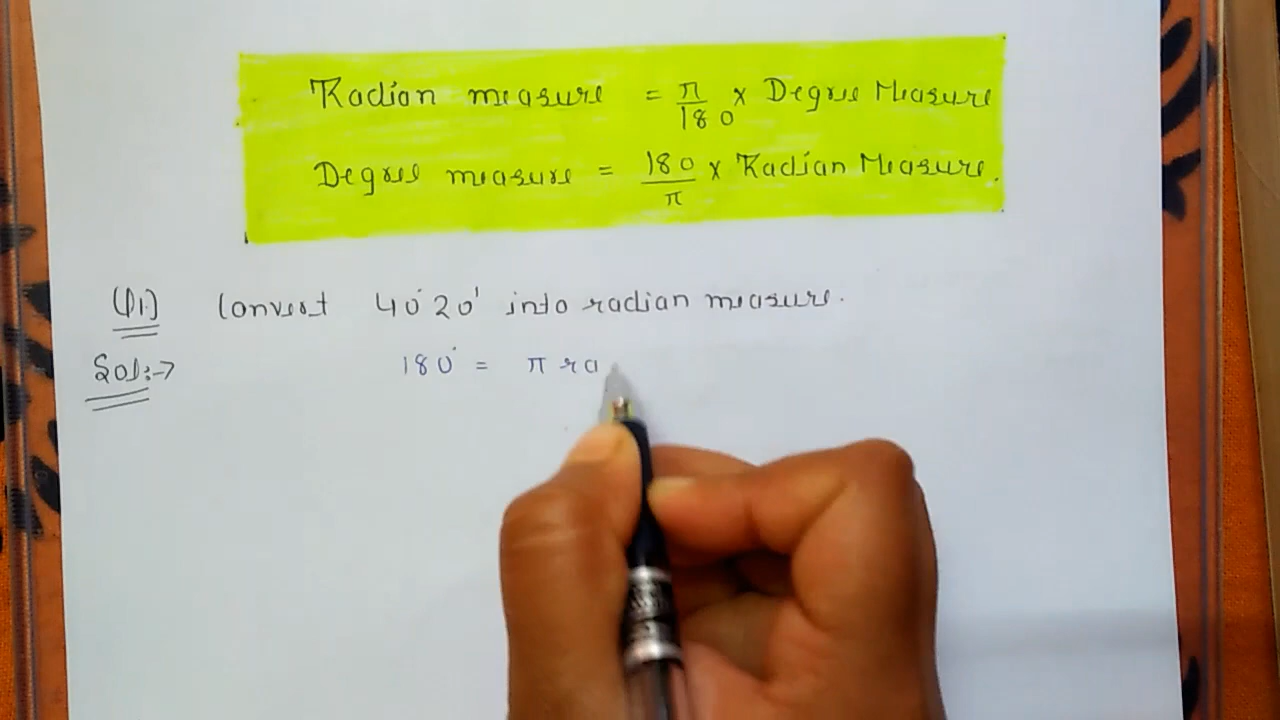 Radian measure = π/180 × Degree Measure
Degree measure = 180/π × Radian Measure.
Q1.) Convert 40°20' into radian measure.
Sol:→ 180° = π ra